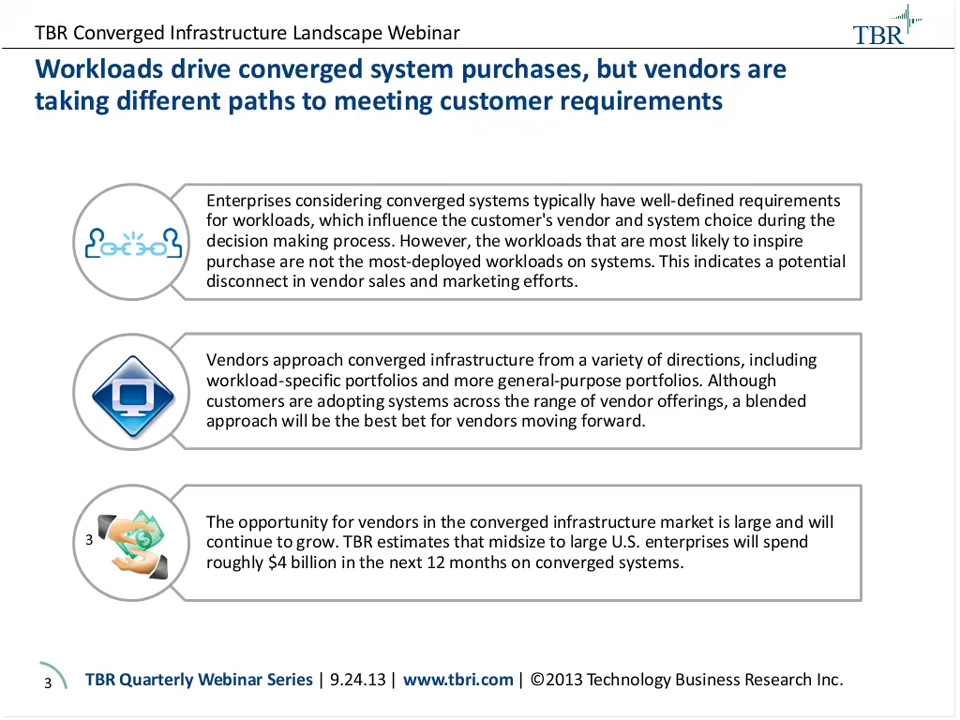 TBR Converged Infrastructure Landscape Webinar
TBR
Workloads drive converged system purchases, but vendors are
taking different paths to meeting customer requirements
Enterprises considering converged systems typically have well-defined requirements
for workloads, which influence the customer's vendor and system choice during the
decision making process. However, the workloads that are most likely to inspire
purchase are not the most-deployed workloads on systems. This indicates a potential
disconnect in vendor sales and marketing efforts.
Vendors approach converged infrastructure from a variety of directions, including
workload-specific portfolios and more general-purpose portfolios. Although
customers are adopting systems across the range of vendor offerings, a blended
approach will be the best bet for vendors moving forward.
3
The opportunity for vendors in the converged infrastructure market is large and will
continue to grow. TBR estimates that midsize to large U.S. enterprises will spend
roughly $4 billion in the next 12 months on converged systems.
3
TBR Quarterly Webinar Series | 9.24.13 | www.tbri.com | ©2013 Technology Business Research Inc.